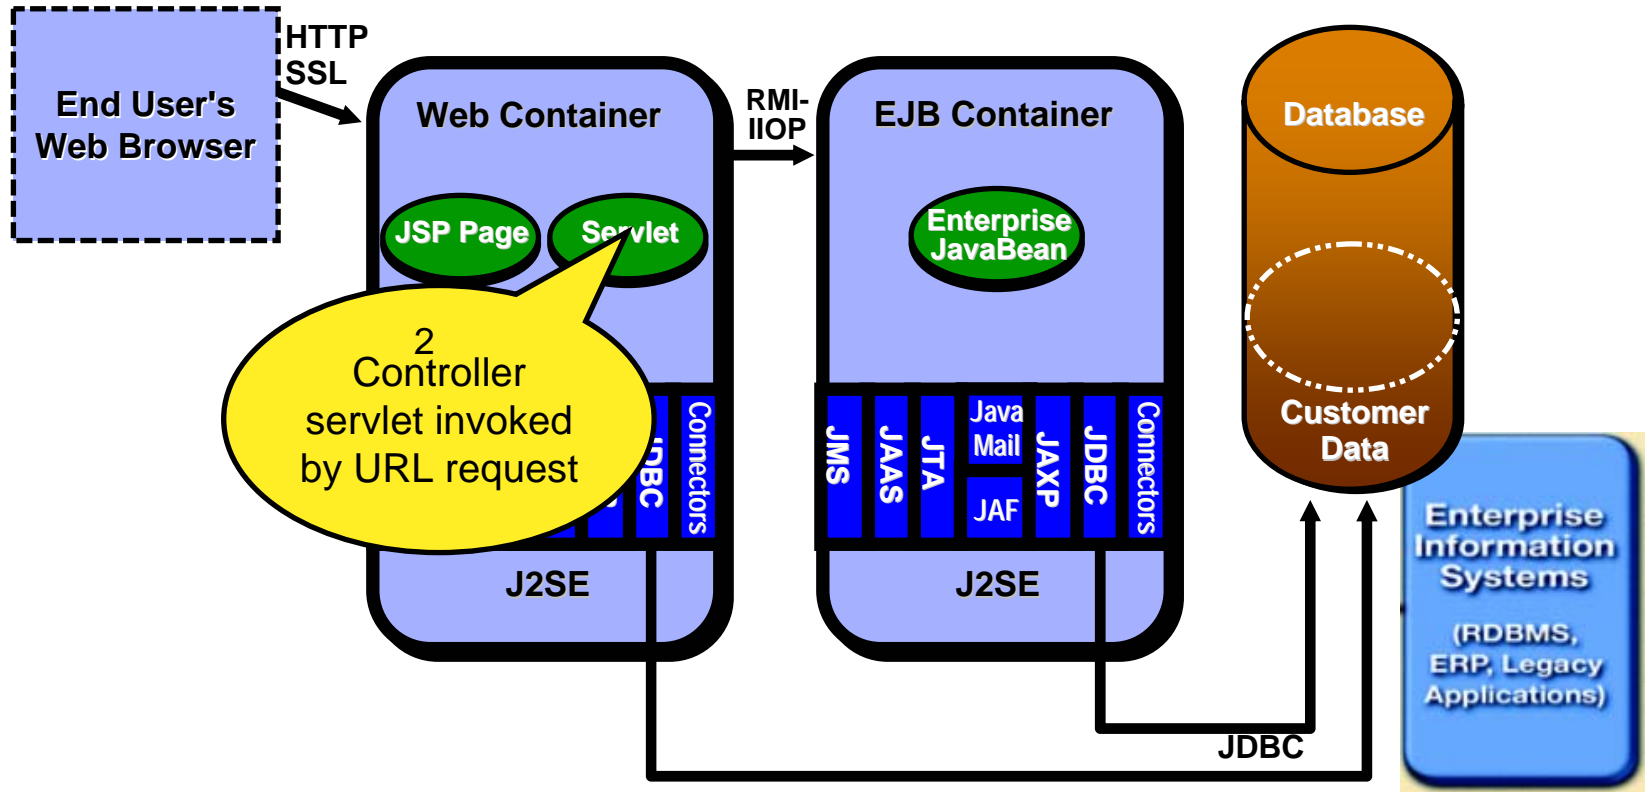 End User's
Web Browser
HTTP
SSL
Web Container
JSP Page
Servlet
2
Controller
servlet invoked
by URL request
Connectors
J2SE
RMI-
IIOP
EJB Container
Enterprise
JavaBean
JMS
JAAS
JTA
Java
Mail
JAF
JAXP
JDBC
Connectors
J2SE
JDBC
Database
Customer
Data
Enterprise
Information
Systems
(RDBMS,
ERP, Legacy
Applications)